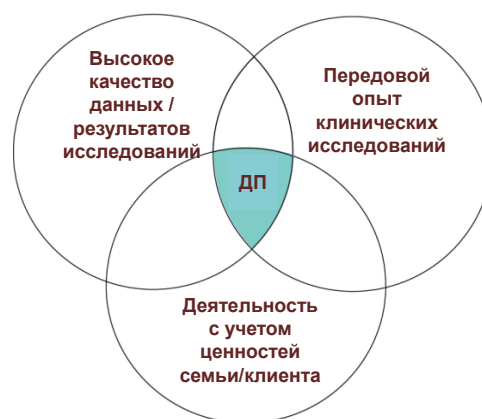 Высокое
качество
данных /
результатов
исследований
Передовой
опыт
клинических
исследований
ДП
Деятельность
с учетом
ценностей
семьи/клиента